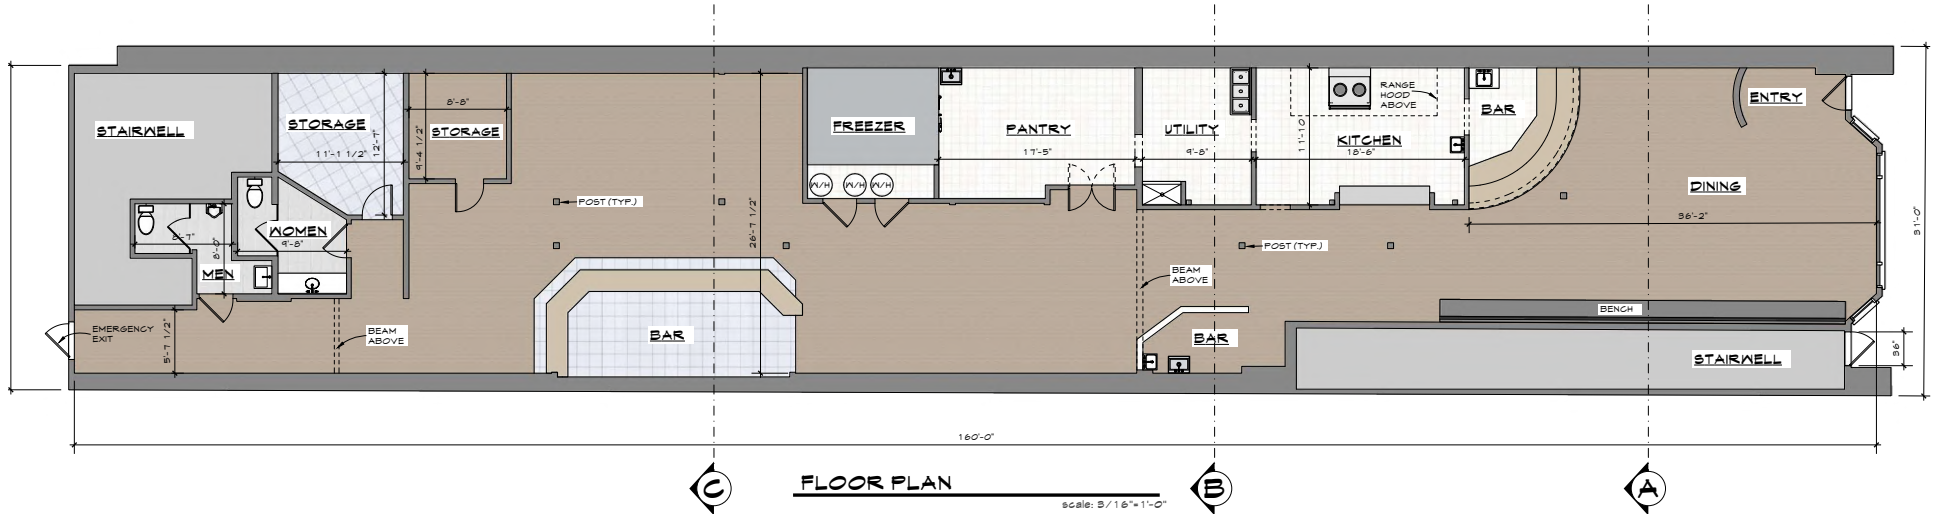 STAIRWELL
STORAGE
11'-1 1/2"
12'-7"
8'-8"
STORAGE
9'-4 1/2"
FREEZER
W/H
W/H
W/H
PANTRY
17'-5"
UTILITY
9'-8"
11'-10
RANGE
HOOD
ABOVE
KITCHEN
18'-6"
BAR
ENTRY
DINING
36'-2"
31'-0"
POST (TYP.)
26'-7 1/2"
POST (TYP.)
8'-7"
8'-0"
MEN
WOMEN
9'-8"
BEAM
ABOVE
BENCH
EMERGENCY
EXIT
5'-7 1/2"
BEAM
ABOVE
BAR
BAR
STAIRWELL
36"
160'-0"
C
FLOOR PLAN
scale: 3/16"=1'-0"
B
A